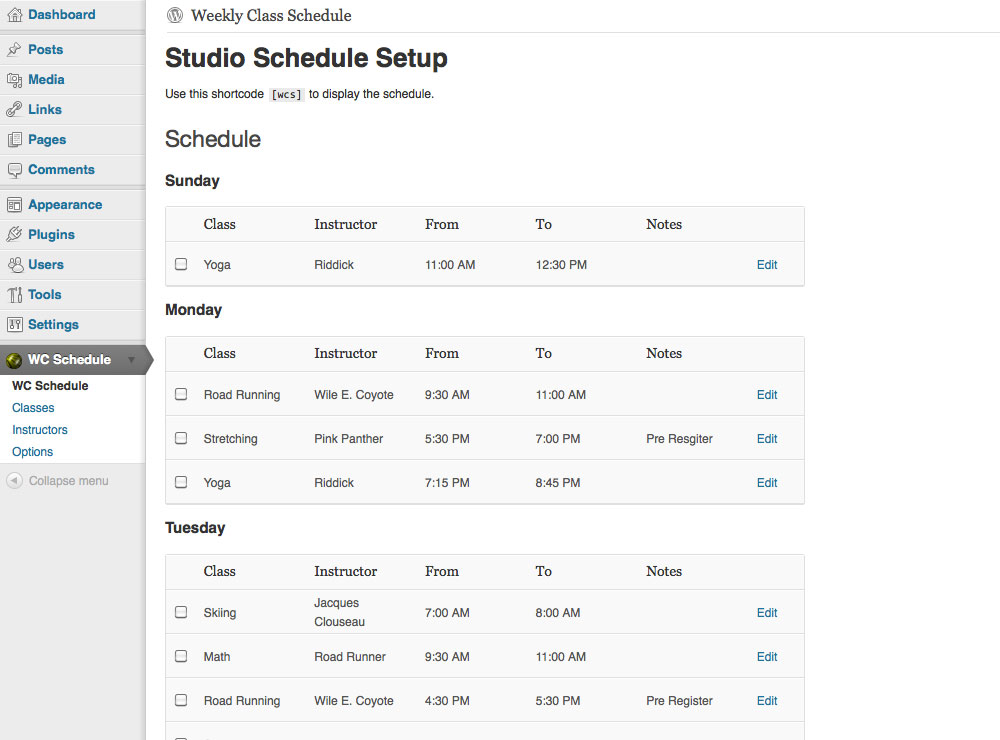 Dashboard
Posts
Media
Links
Pages
Comments
Appearance
Plugins
Users
Tools
Settings
WC Schedule
WC Schedule
Classes
Instructors
Options
Collapse menu
Weekly Class Schedule
Studio Schedule Setup
Use this shortcode [wcs] to display the schedule.
Schedule
Sunday
Class Instructor From To Notes
Yoga Riddick 11:00 AM 12:30 PM Edit
Monday
Class Instructor From To Notes
Road Running Wile E. Coyote 9:30 AM 11:00 AM Edit
Stretching Pink Panther 5:30 PM 7:00 PM Pre Resgiter Edit
Yoga Riddick 7:15 PM 8:45 PM Edit
Tuesday
Class Instructor From To Notes
Skiing Jacques Clouseau 7:00 AM 8:00 AM Edit
Math Road Runner 9:30 AM 11:00 AM Edit
Road Running Wile E. Coyote 4:30 PM 5:30 PM Pre Register Edit